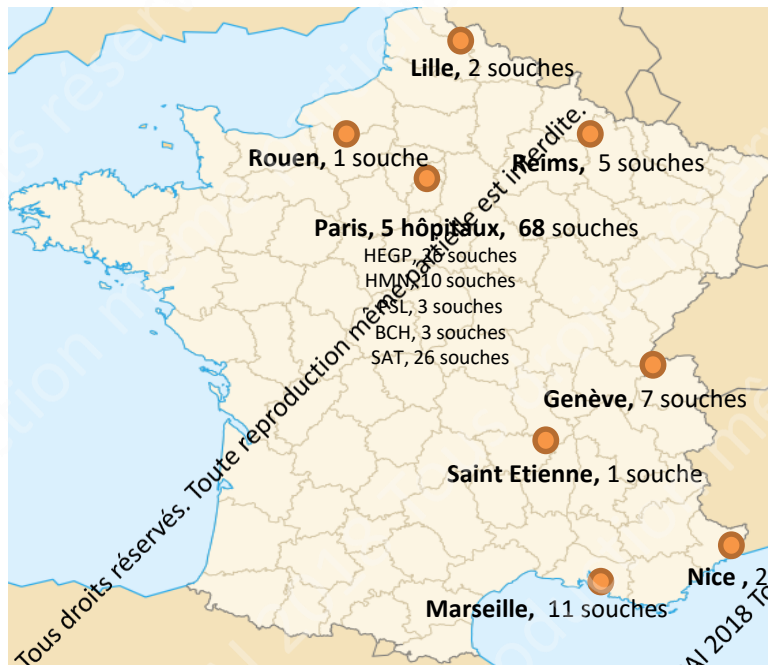 Lille, 2 souches
Rouen, 1 souche
Reims, 5 souches
Paris, 5 hôpitaux, 68 souches
HEGP, souches
HMN, 10 souches
PSL, 3 souches
BCH, 3 souches
SAT, 26 souches
Genève, 7 souches
Saint Etienne, 1 souche
Nice , 2
Marseille, 11 souches
Tous droits réservés. Toute reproduction même partielle est interdite.
2018